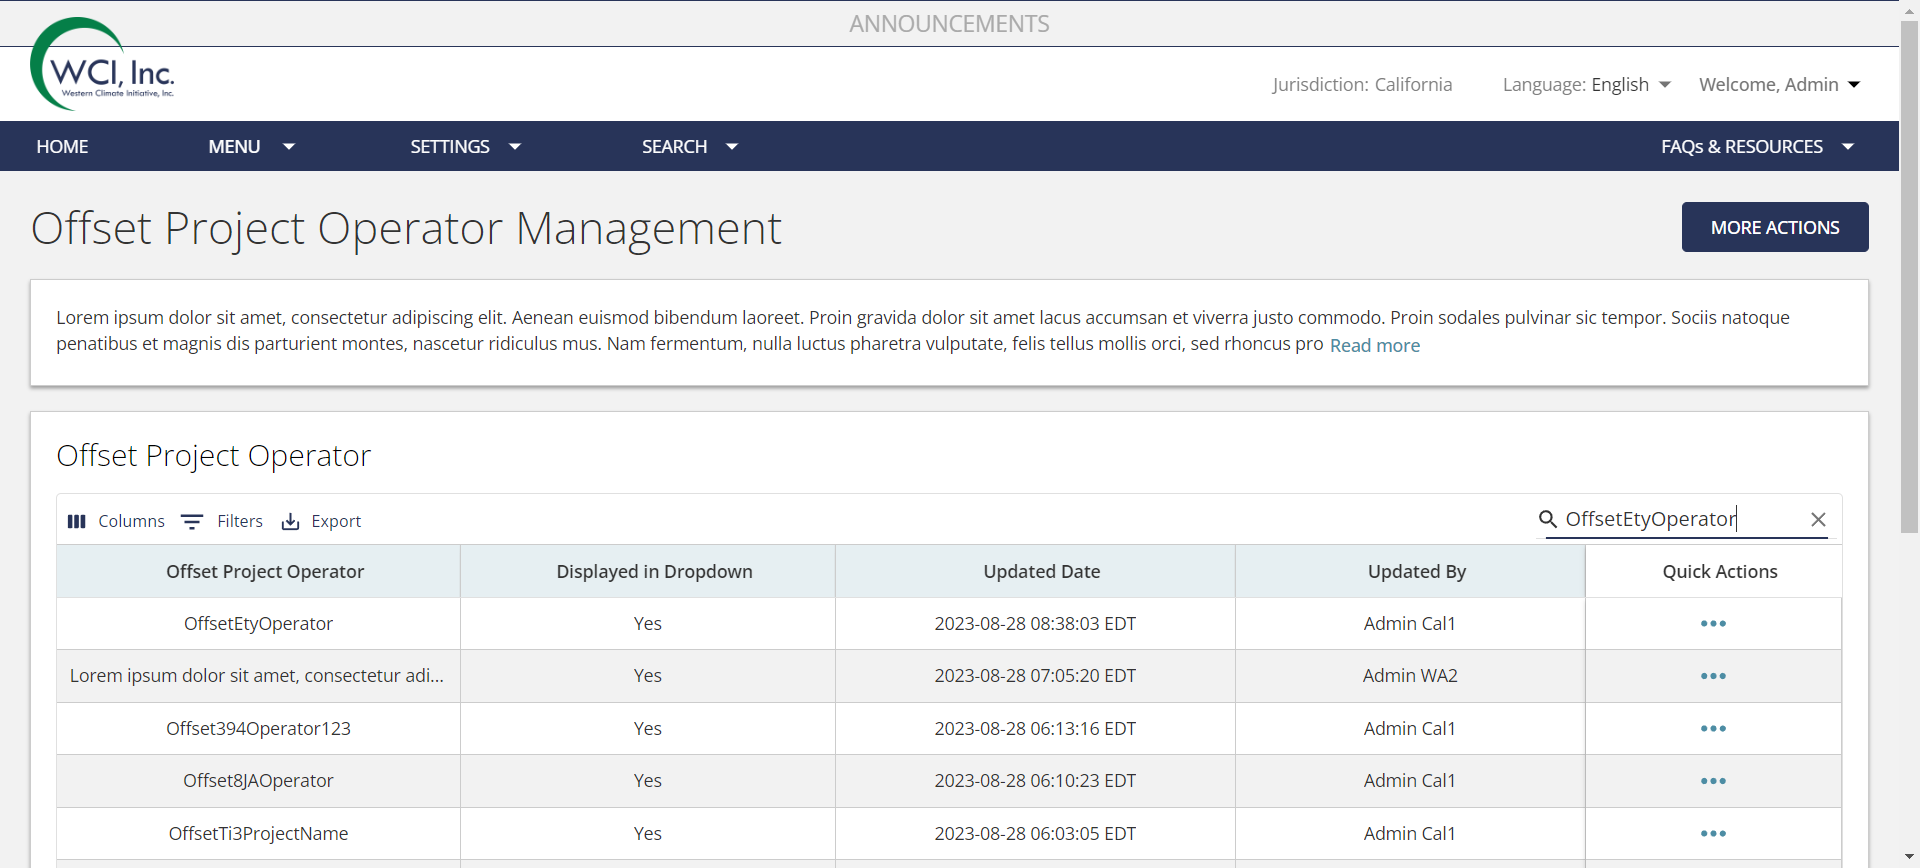 ANNOUNCEMENTS
WCI, Inc.
Western Climate Initiative, Inc.
Jurisdiction: California
Language: English
Welcome, Admin
HOME
MENU
SETTINGS
SEARCH
FAQs & RESOURCES
Offset Project Operator Management
MORE ACTIONS
Lorem ipsum dolor sit amet, consectetur adipiscing elit. Aenean euismod bibendum laoreet. Proin gravida dolor sit amet lacus accumsan et viverra justo commodo. Proin sodales pulvinar sic tempor. Sociis natoque
penatibus et magnis dis parturient montes, nascetur ridiculus mus. Nam fermentum, nulla luctus pharetra vulputate, felis tellus mollis orci, sed rhoncus pro Read more
Offset Project Operator
Columns Filters Export
OffsetEtyOperator
Offset Project Operator Displayed in Dropdown Updated Date Updated By Quick Actions
OffsetEtyOperator Yes 2023-08-28 08:38:03 EDT Admin Cal1
Lorem ipsum dolor sit amet, consectetur adi... Yes 2023-08-28 07:05:20 EDT Admin WA2
Offset394Operator123 Yes 2023-08-28 06:13:16 EDT Admin Cal1
Offset8JAOperator Yes 2023-08-28 06:10:23 EDT Admin Cal1
OffsetTi3ProjectName Yes 2023-08-28 06:03:05 EDT Admin Cal1